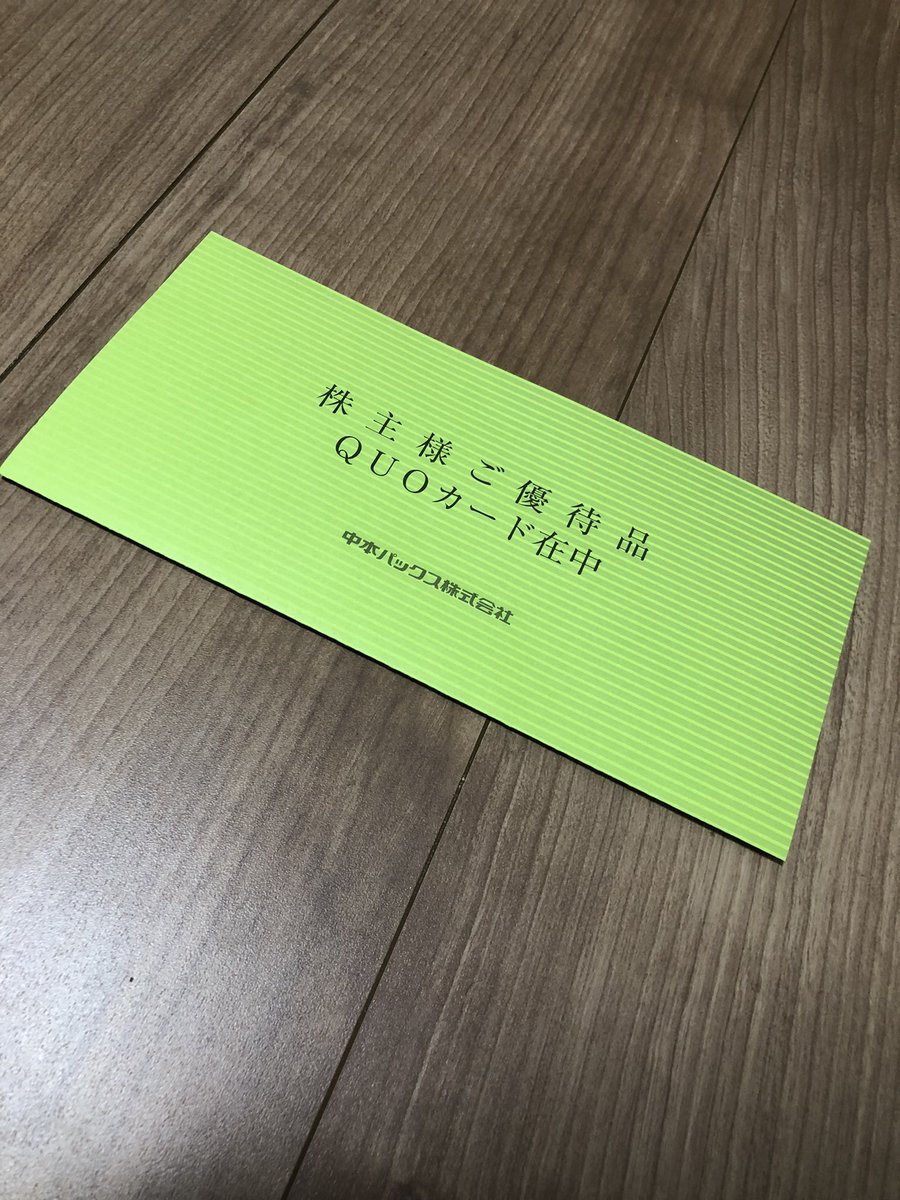 株主様ご優待品
QUOカード在中
中本パックス株式会社